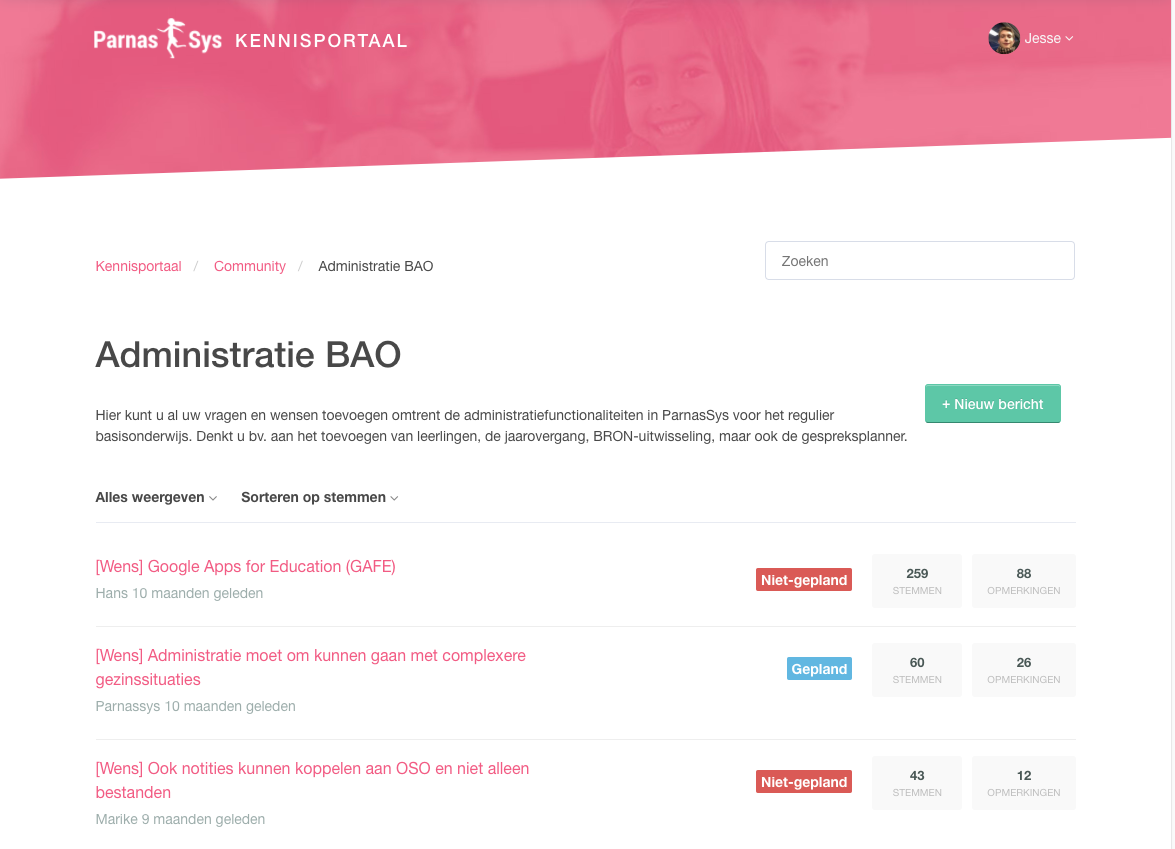 ParnasSys KENNISPORTAAL
Jesse
Kennisportaal / Community / Administratie BAO
Zoeken
Administratie BAO
Hier kunt u al uw vragen en wensen toevoegen omtrent de administratiefunctionaliteiten in ParnasSys voor het regulier
basisonderwijs. Denkt u bv. aan het toevoegen van leerlingen, de jaarovergang, BRON-uitwisseling, maar ook de gespreksplanner.
+ Nieuw bericht
Alles weergeven Sorteren op stemmen
[Wens] Google Apps for Education (GAFE)
Hans 10 maanden geleden
Niet-gepland
259
STEMMEN
88
OPMERKINGEN
[Wens] Administratie moet om kunnen gaan met complexere
gezinssituaties
Parnassys 10 maanden geleden
Gepland
60
STEMMEN
26
OPMERKINGEN
[Wens] Ook notities kunnen koppelen aan OSO en niet alleen
bestanden
Marike 9 maanden geleden
Niet-gepland
43
STEMMEN
12
OPMERKINGEN